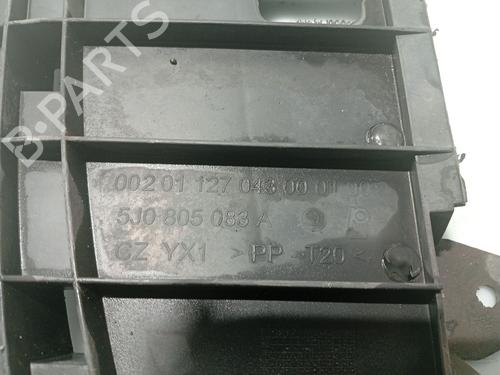 B-PARTS
002 01 127 043 00 01
5J0 805 083 A
CZ YX1 >PP-T20<